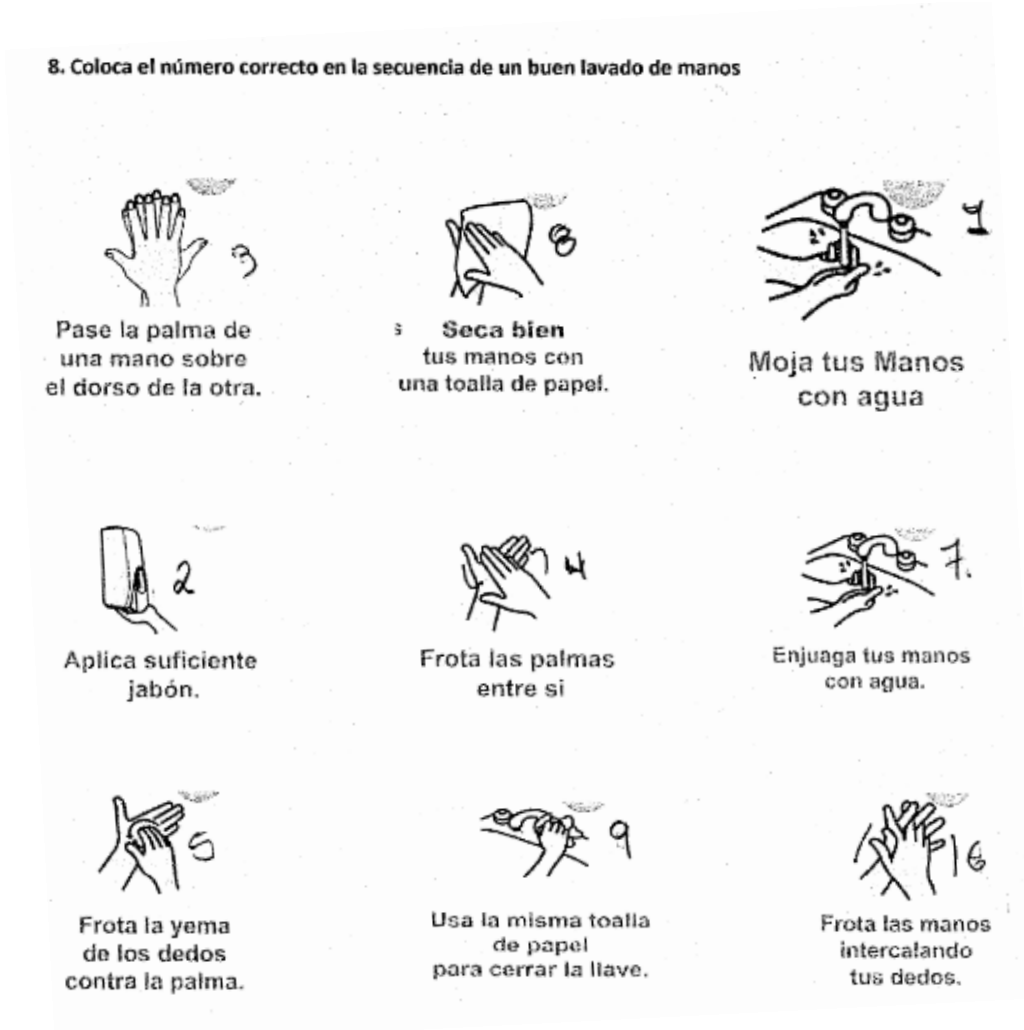 8. Coloca el número correcto en la secuencia de un buen lavado de manos
3
8
1
Pase la palma de
una mano sobre
el dorso de la otra.
s
Seca bien
tus manos con
una toalla de papel.
Moja tus Manos
con agua
2
4
7.
Aplica suficiente
jabón.
Frota las palmas
entre si
Enjuaga tus manos
con agua.
5
9
6
Frota la yema
de los dedos
contra la palma.
Usa la misma toalla
de papel
para cerrar la llave.
Frota las manos
intercalando
tus dedos.